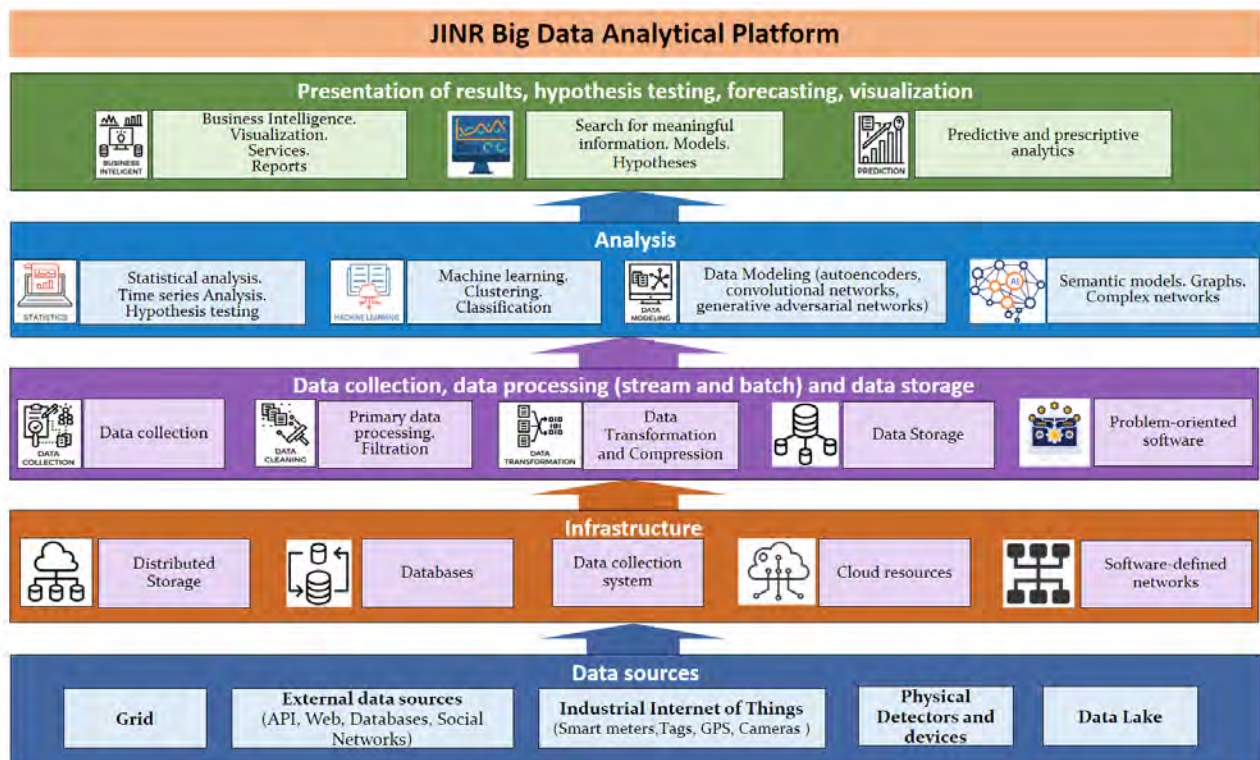 JINR Big Data Analytical Platform
Presentation of results, hypothesis testing, forecasting, visualization
BUSINESS
INTELIGENT
Business Intelligence.
Visualization.
Services.
Reports
Search for meaningful
information. Models.
Hypotheses
PREDICTION
Predictive and prescriptive
analytics
Analysis
STATISTICS
Statistical analysis.
Time series Analysis.
Hypothesis testing
MACHINE LEARNING
Machine learning.
Clustering.
Classification
DATA
MODELING
Data Modeling (autoencoders,
convolutional networks,
generative adversarial networks)
AI
Semantic models. Graphs.
Complex networks
Data collection, data processing (stream and batch) and data storage
DATA
COLLECTION
Data collection
DATA
CLEANING
Primary data
processing.
Filtration
DATA
TRANSFORMATION
Data
Transformation
and Compression
Data Storage
Problem-oriented
software
Infrastructure
Distributed
Storage
Databases
Data collection
system
Cloud resources
Software-defined
networks
Data sources
Grid
External data sources
(API, Web, Databases, Social
Networks)
Industrial Internet of Things
(Smart meters,Tags, GPS, Cameras )
Physical
Detectors and
devices
Data Lake